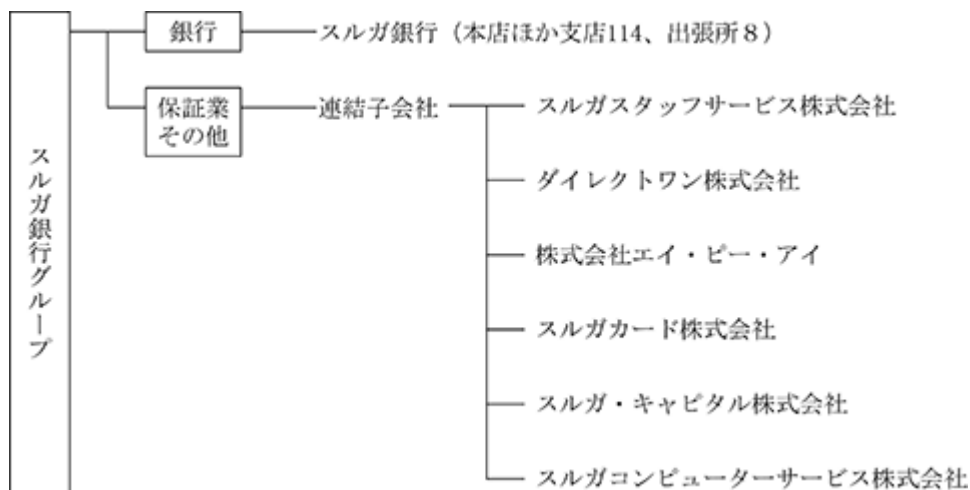 スルガ銀行グループ
銀行
スルガ銀行（本店ほか支店114、出張所８）
保証業
その他
連結子会社
スルガスタッフサービス株式会社
ダイレクトワン株式会社
株式会社エイ・ピー・アイ
スルガカード株式会社
スルガ・キャピタル株式会社
スルガコンピューターサービス株式会社